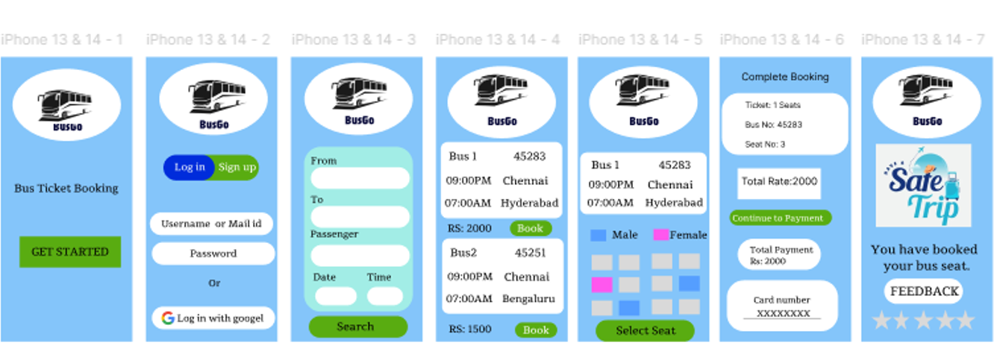 iPhone 13 & 14 - 1
BusGo
Bus Ticket Booking
GET STARTED
iPhone 13 & 14 - 2
BusGo
Log in Sign up
Username or Mail id
Password
Or
Log in with googel
iPhone 13 & 14 - 3
BusGo
From
To
Passenger
Date Time
Search
iPhone 13 & 14 - 4
BusGo
Bus 1 45283
09:00PM Chennai
07:00AM Hyderabad
RS: 2000 Book
Bus2 45251
09:00PM Chennai
07:00AM Bengaluru
RS: 1500 Book
iPhone 13 & 14 - 5
BusGo
Bus 1 45283
09:00PM Chennai
07:00AM Hyderabad
Male Female
Select Seat
iPhone 13 & 14 - 6
Complete Booking
Ticket: 1 Seats
Bus No: 45283
Seat No: 3
Total Rate:2000
Continue to Payment
Total Payment
Rs: 2000
Card number
XXXXXXXX
iPhone 13 & 14 - 7
BusGo
HAVE A
Safe
Trip
You have booked
your bus seat.
FEEDBACK